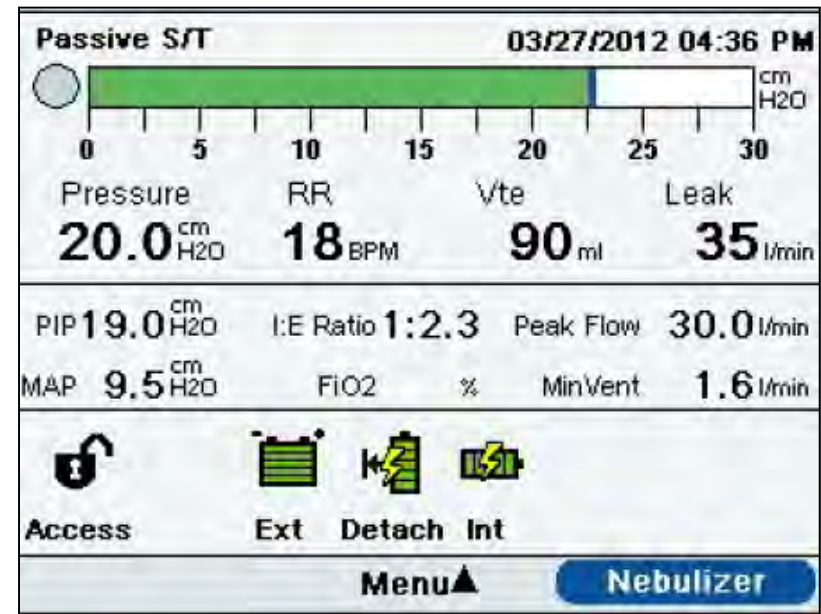 Passive S/T 03/27/2012 04:36 PM
cm
H2O
0 5 10 15 20 25 30
Pressure RR Vte Leak
20.0 cm H2O 18 BPM 90 ml 35 l/min
PIP 19.0 cm H2O I:E Ratio 1:2.3 Peak Flow 30.0 l/min
MAP 9.5 cm H2O FiO2 % MinVent 1.6 l/min
Access Ext Detach Int
Menu▲ Nebulizer